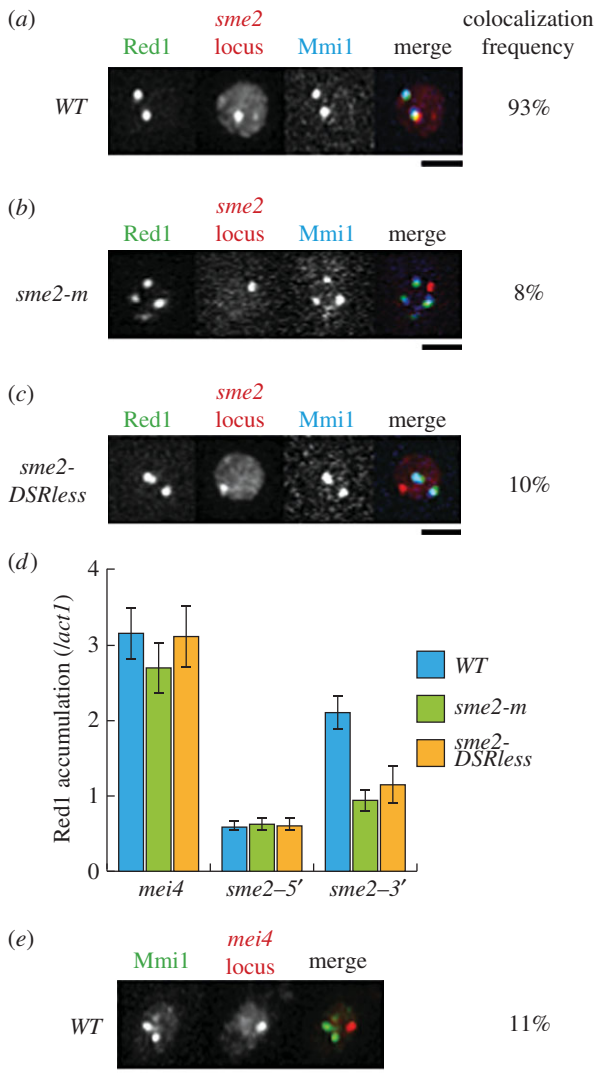 (a)
colocalization
frequency
sme2
Red1 locus Mmi1 merge
WT
93%
(b)
sme2
Red1 locus Mmi1 merge
sme2-m
8%
(c)
sme2
Red1 locus Mmi1 merge
sme2-
DSRless
10%
(d)
Red1 accumulation (/act1)
4
3
2
1
0
mei4 sme2–5′ sme2–3′
WT
sme2-m
sme2-
DSRless
(e)
mei4
Mmi1 locus merge
WT
11%